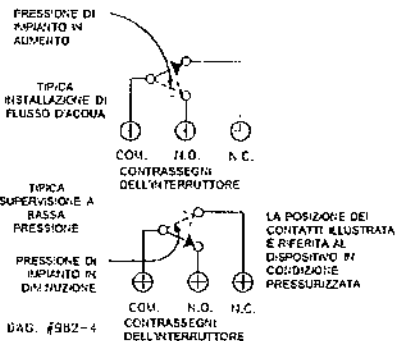 PRESSIONE DI
IMPIANTO IN
AUMENTO
TIPICA
INSTALLAZIONE DI
FLUSSO D'ACQUA
COM. N.O. N.C.
CONTRASSEGNI
DELL'INTERRUTTORE
TIPICA
SUPERVISIONE A
BASSA
PRESSIONE
PRESSIONE DI
IMPIANTO IN
DIMINUZIONE
LA POSIZIONE DEI
CONTATTI ILLUSTRATA
È RIFERITA AL
DISPOSITIVO IN
CONDIZIONE
PRESSURIZZATA
COM. N.O. N.C.
CONTRASSEGNI
DELL'INTERRUTTORE
DAG. #982-4